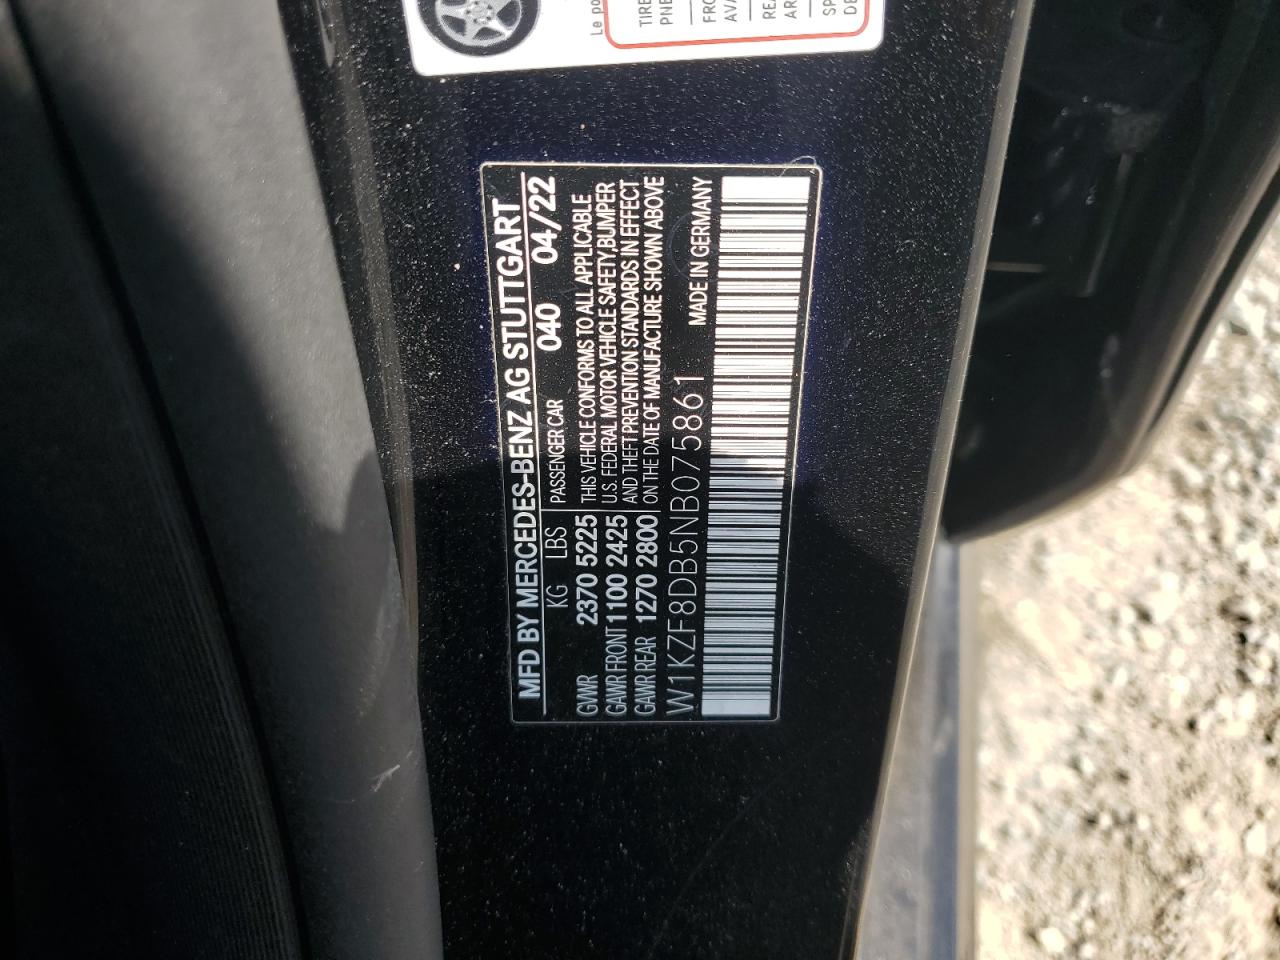 MFD BY MERCEDES-BENZ AG STUTTGART
KG LBS PASSENGER CAR 040 04/22
GVWR 2370 5225 THIS VEHICLE CONFORMS TO ALL APPLICABLE
GAWR FRONT 1100 2425 U.S. FEDERAL MOTOR VEHICLE SAFETY,BUMPER
GAWR REAR 1270 2800 AND THEFT PREVENTION STANDARDS IN EFFECT
ON THE DATE OF MANUFACTURE SHOWN ABOVE
W1KZF8DB5NB075861 MADE IN GERMANY
Le
TIRE